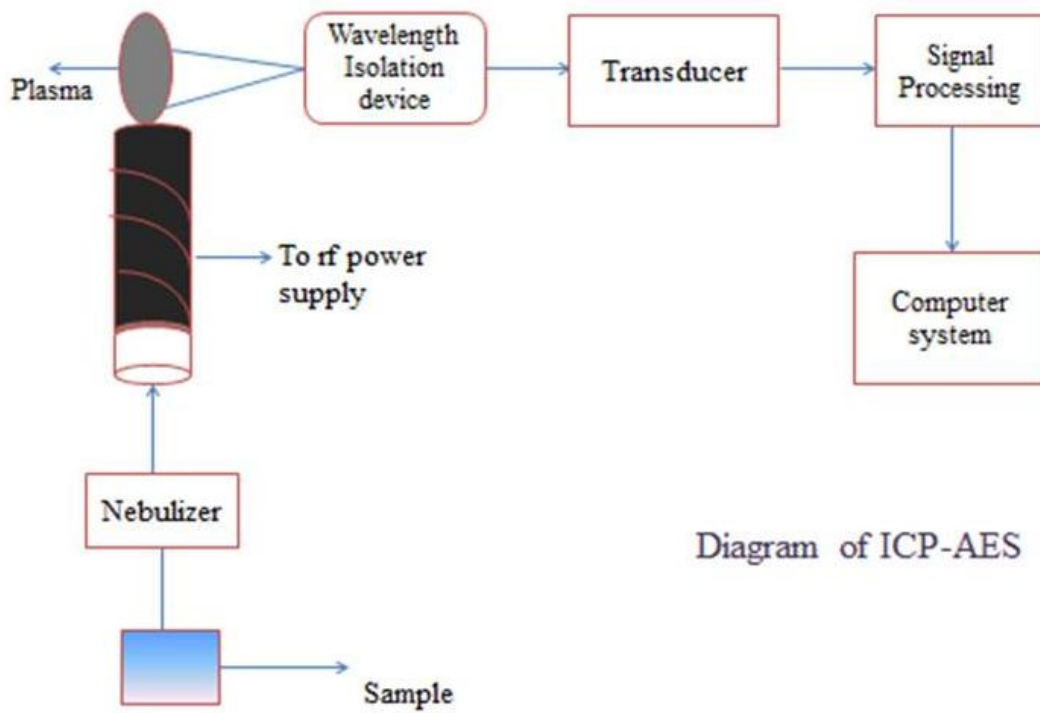 Wavelength
Isolation
device
Transducer
Signal
Processing
Plasma
To rf power
supply
Computer
system
Nebulizer
Diagram of ICP-AES
Sample